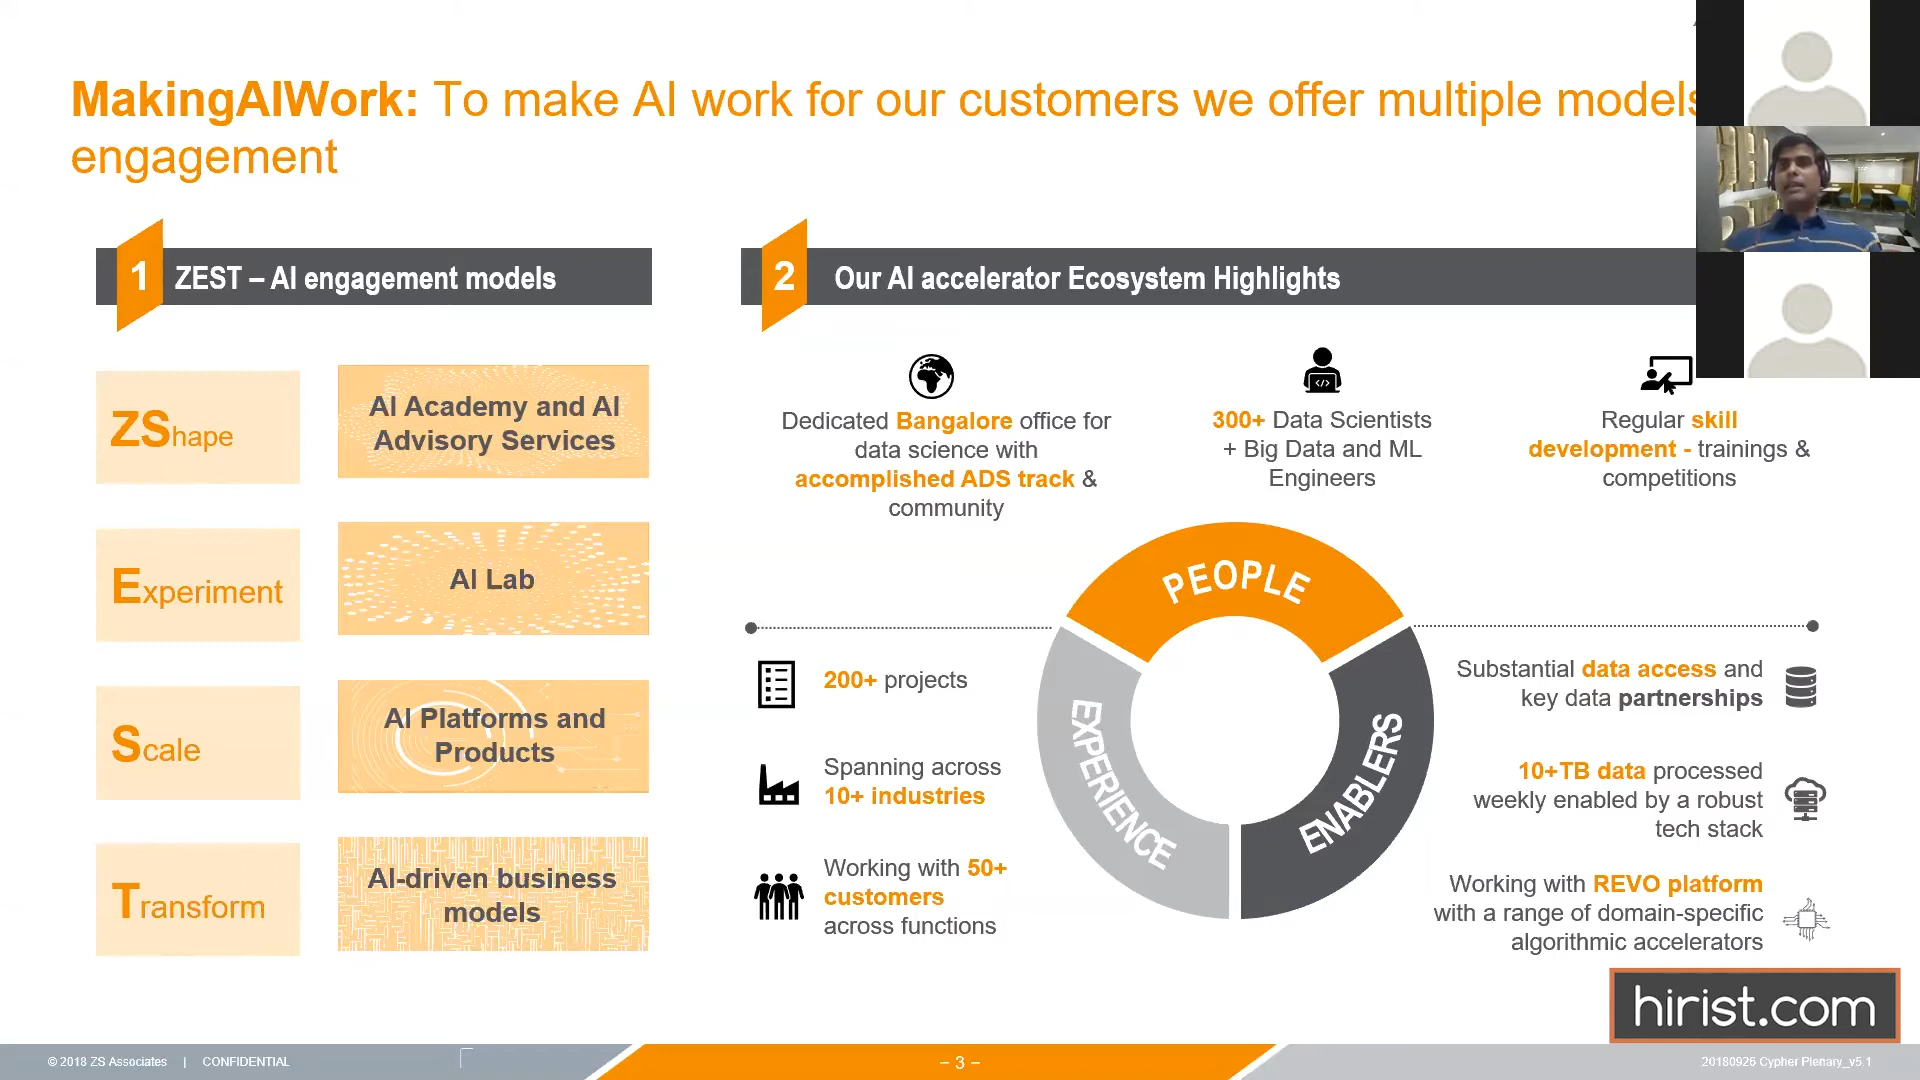 MakingAIWork: To make AI work for our customers we offer multiple models
engagement
1
ZEST – AI engagement models
ZShape
AI Academy and AI
Advisory Services
Experiment
AI Lab
Scale
AI Platforms and
Products
Transform
AI-driven business
models
2
Our AI accelerator Ecosystem Highlights
Dedicated Bangalore office for
data science with
accomplished ADS track &
community
300+ Data Scientists
+ Big Data and ML
Engineers
Regular skill
development - trainings &
competitions
PEOPLE
EXPERIENCE
ENABLERS
200+ projects
Spanning across
10+ industries
Working with 50+
customers
across functions
Substantial data access and
key data partnerships
10+TB data processed
weekly enabled by a robust
tech stack
Working with REVO platform
with a range of domain-specific
algorithmic accelerators
hirist.com
© 2018 ZS Associates | CONFIDENTIAL
– 3 –
20180926 Cypher Plenary_v5.1